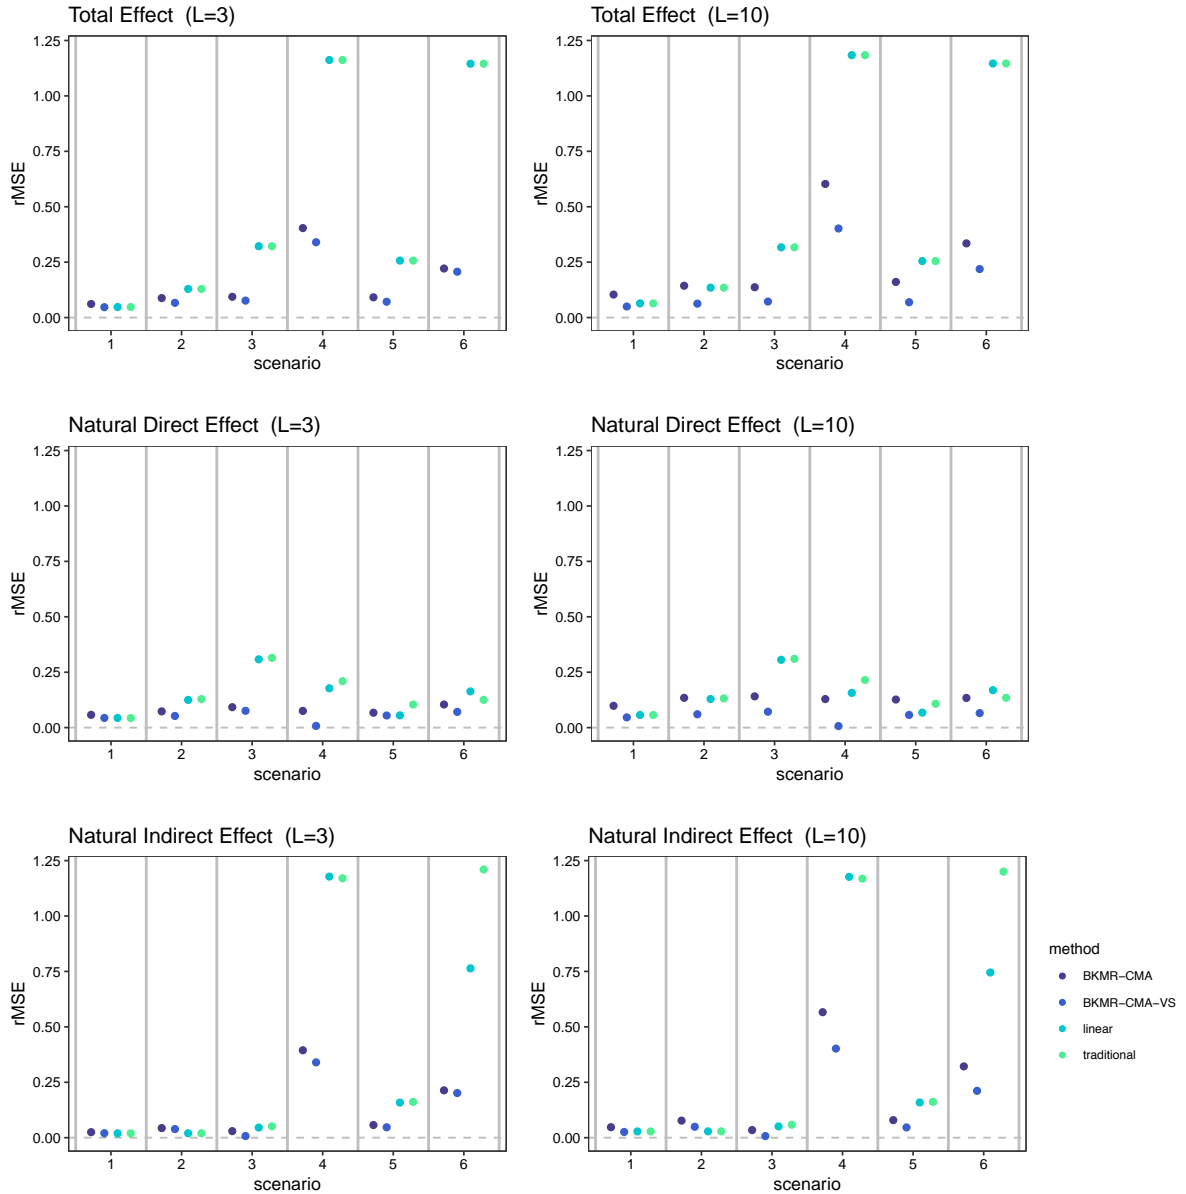 Total Effect  (L=3)
1.25
1.00
0.75
0.50
0.25
0.00
rMSE
1 2 3 4 5 6
scenario
Total Effect  (L=10)
1.25
1.00
0.75
0.50
0.25
0.00
rMSE
1 2 3 4 5 6
scenario
Natural Direct Effect  (L=3)
1.25
1.00
0.75
0.50
0.25
0.00
rMSE
1 2 3 4 5 6
scenario
Natural Direct Effect  (L=10)
1.25
1.00
0.75
0.50
0.25
0.00
rMSE
1 2 3 4 5 6
scenario
Natural Indirect Effect  (L=3)
1.25
1.00
0.75
0.50
0.25
0.00
rMSE
1 2 3 4 5 6
scenario
Natural Indirect Effect  (L=10)
1.25
1.00
0.75
0.50
0.25
0.00
rMSE
1 2 3 4 5 6
scenario
method
BKMR−CMA
BKMR−CMA−VS
linear
traditional